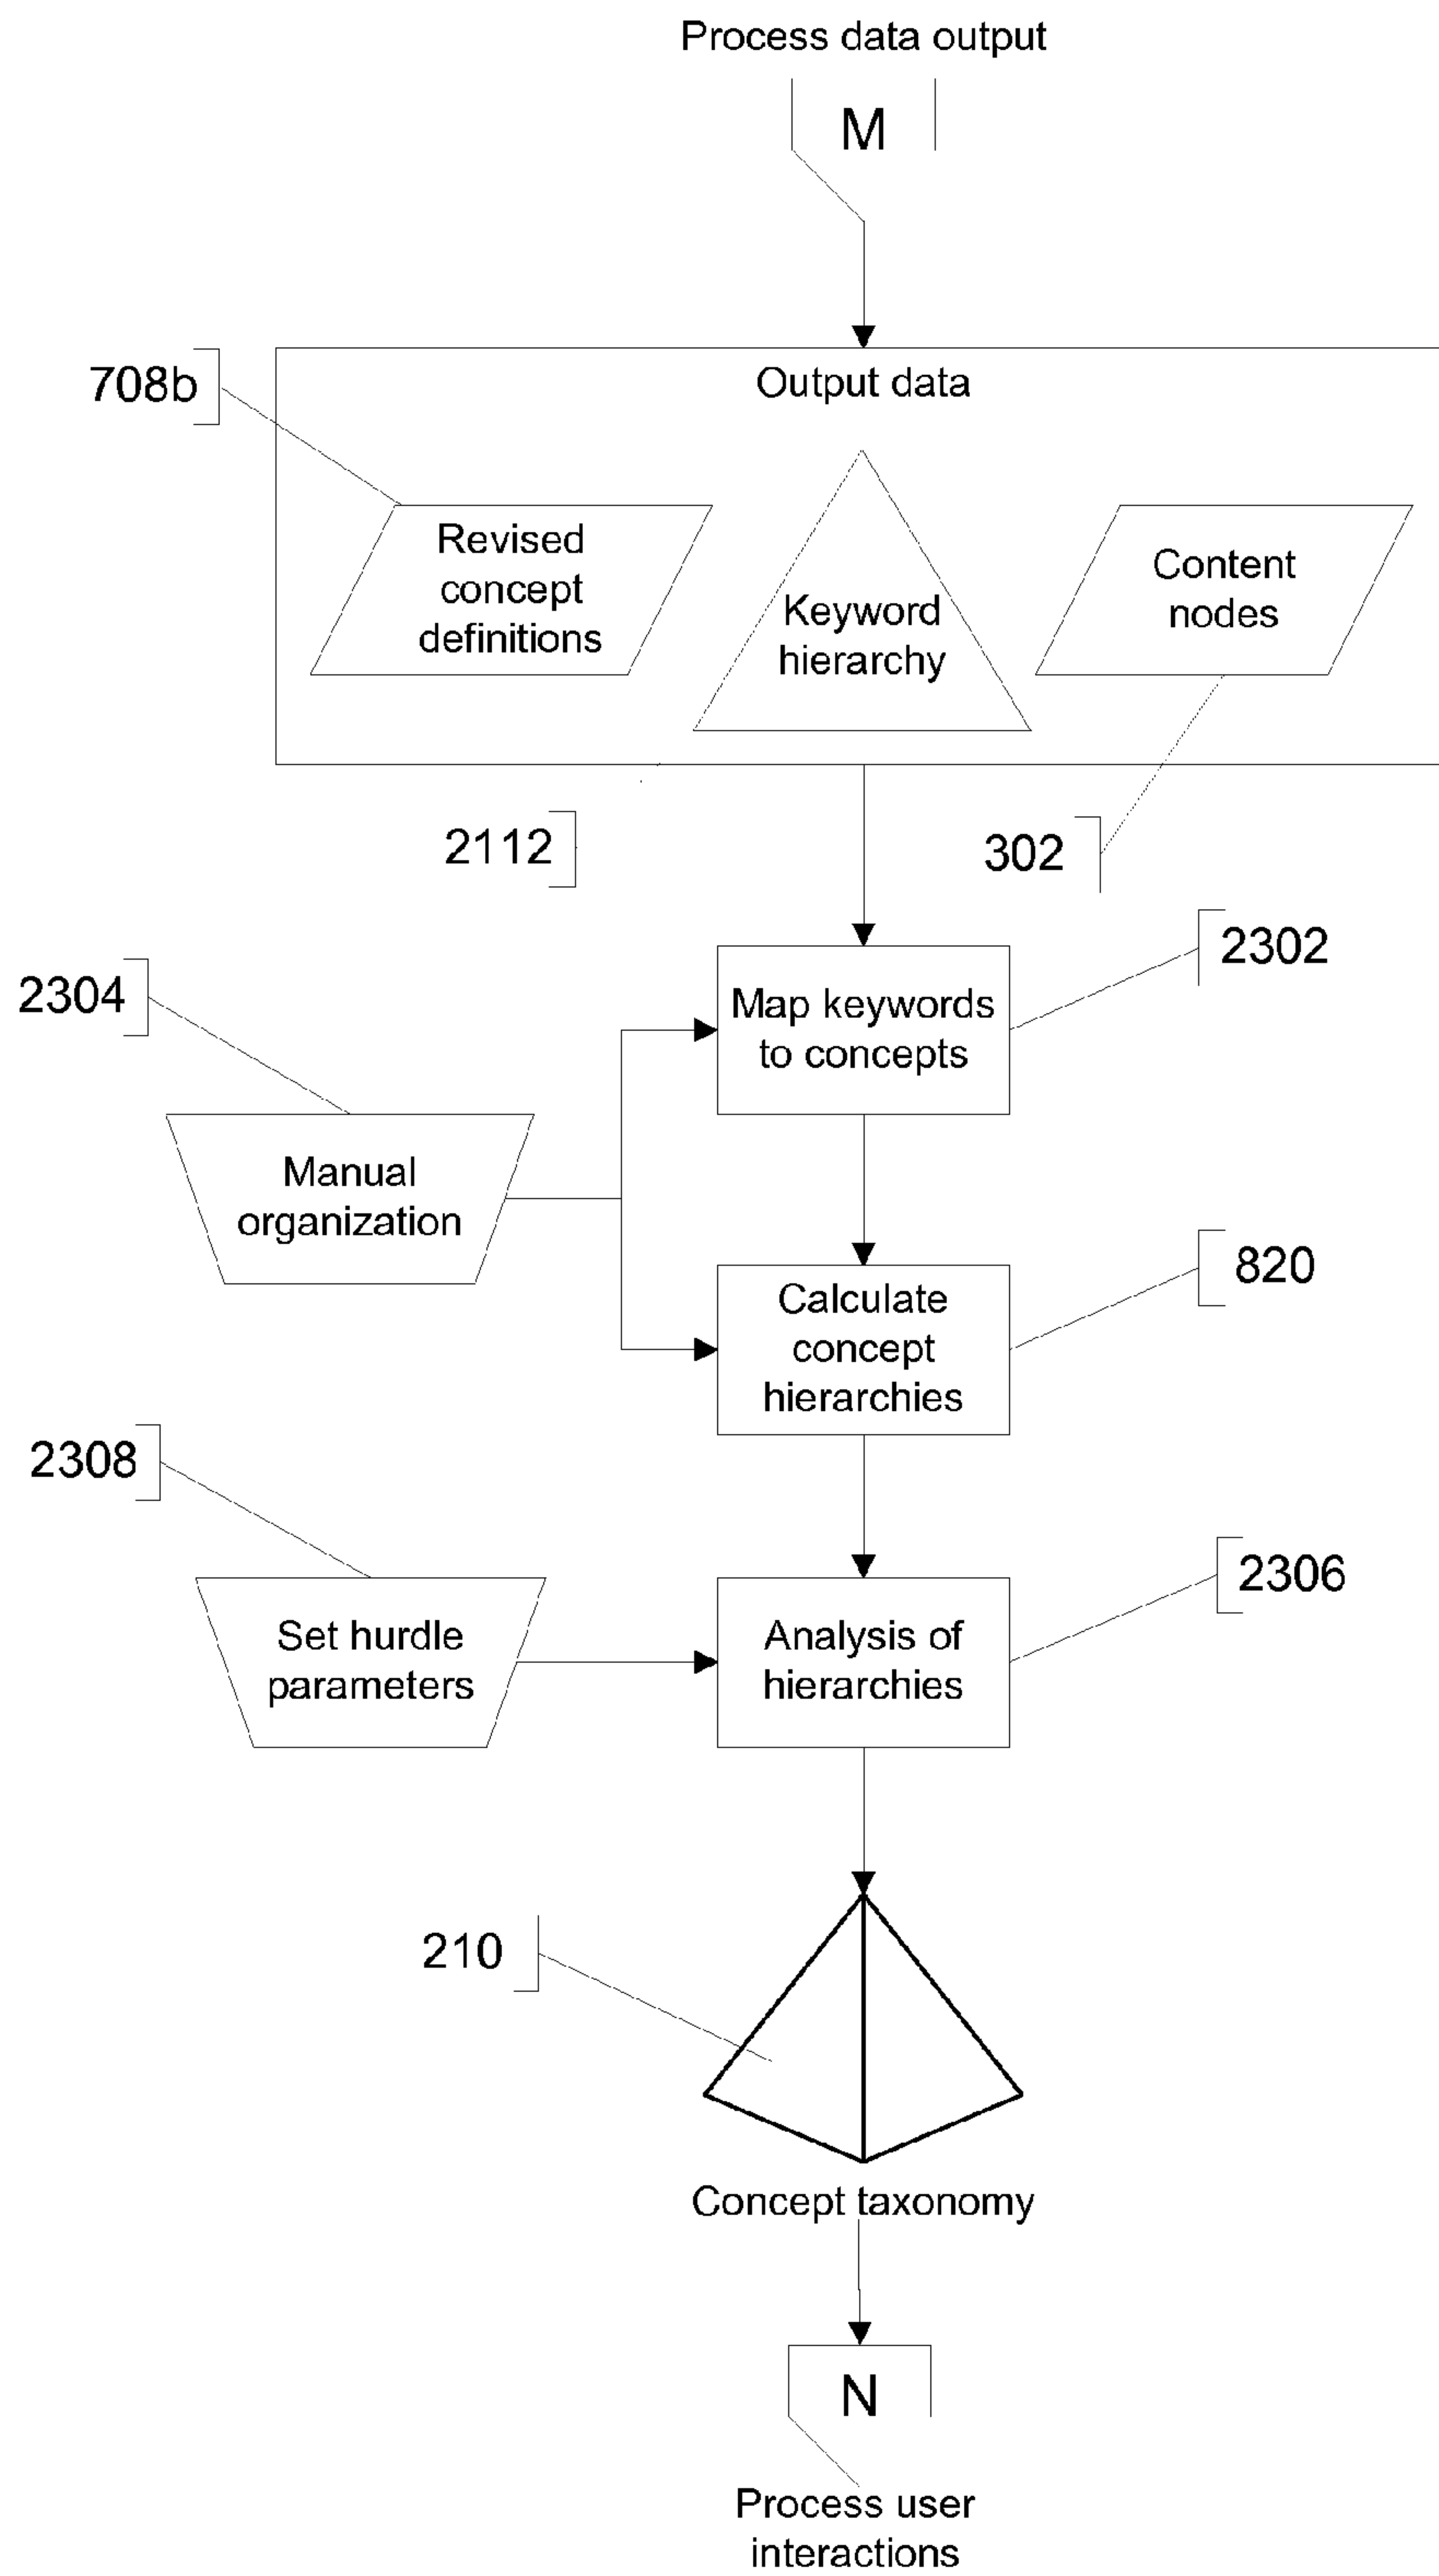 Process data output
M
708b
Output data
Revised
concept
definitions
Keyword
hierarchy
Content
nodes
2112
302
2302
2304
Map keywords
to concepts
Manual
organization
820
Calculate
concept
hierarchies
2308
2306
Set hurdle
parameters
Analysis of
hierarchies
210
Concept taxonomy
N
Process user
interactions